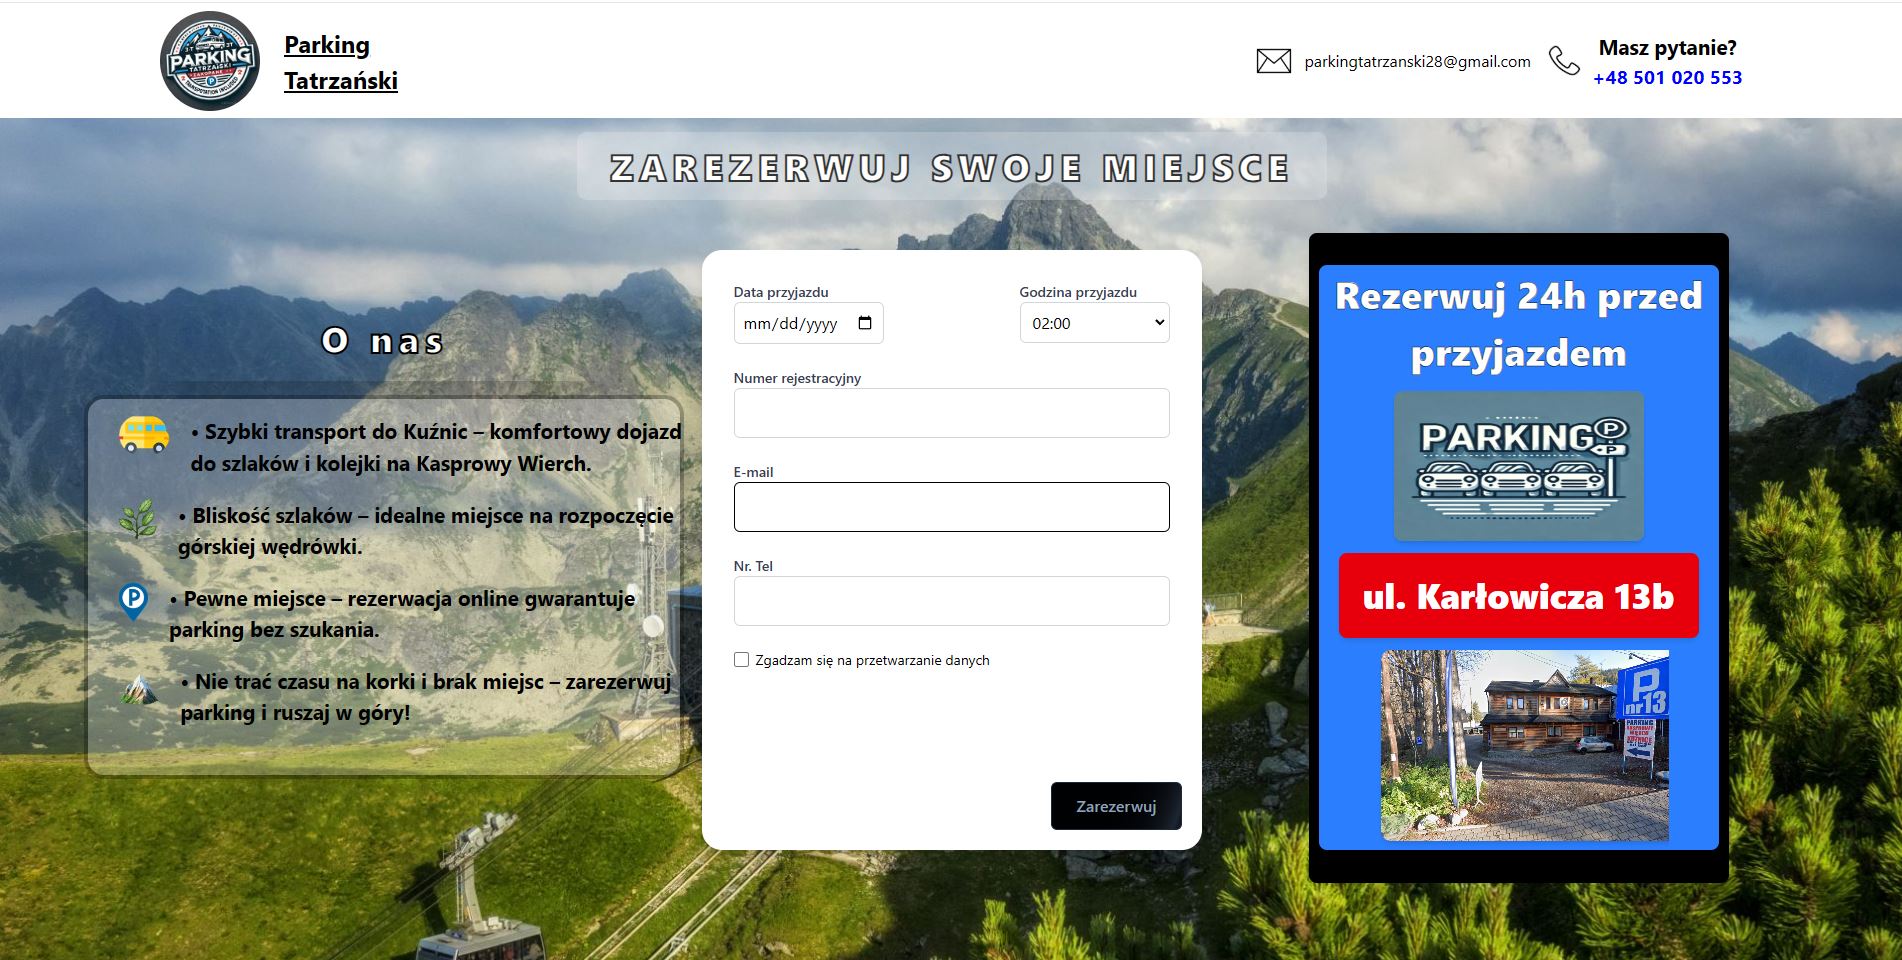 PARKING
TATRZAŃSKI
ZAKOPANE
Parking
Tatrzański
parkingtatrzanski28@gmail.com
Masz pytanie?
+48 501 020 553
ZAREZERWUJ SWOJE MIEJSCE
O nas
• Szybki transport do Kuźnic – komfortowy dojazd
do szlaków i kolejki na Kasprowy Wierch.
• Bliskość szlaków – idealne miejsce na rozpoczęcie
górskiej wędrówki.
P
• Pewne miejsce – rezerwacja online gwarantuje
parking bez szukania.
• Nie trać czasu na korki i brak miejsc – zarezerwuj
parking i ruszaj w góry!
Data przyjazdu
mm/dd/yyyy
Godzina przyjazdu
02:00
Numer rejestracyjny
E-mail
Nr. Tel
Zgadzam się na przetwarzanie danych
Zarezerwuj
Rezerwuj 24h przed
przyjazdem
PARKING P
P
ul. Karłowicza 13b
P
nr 13
PARKING